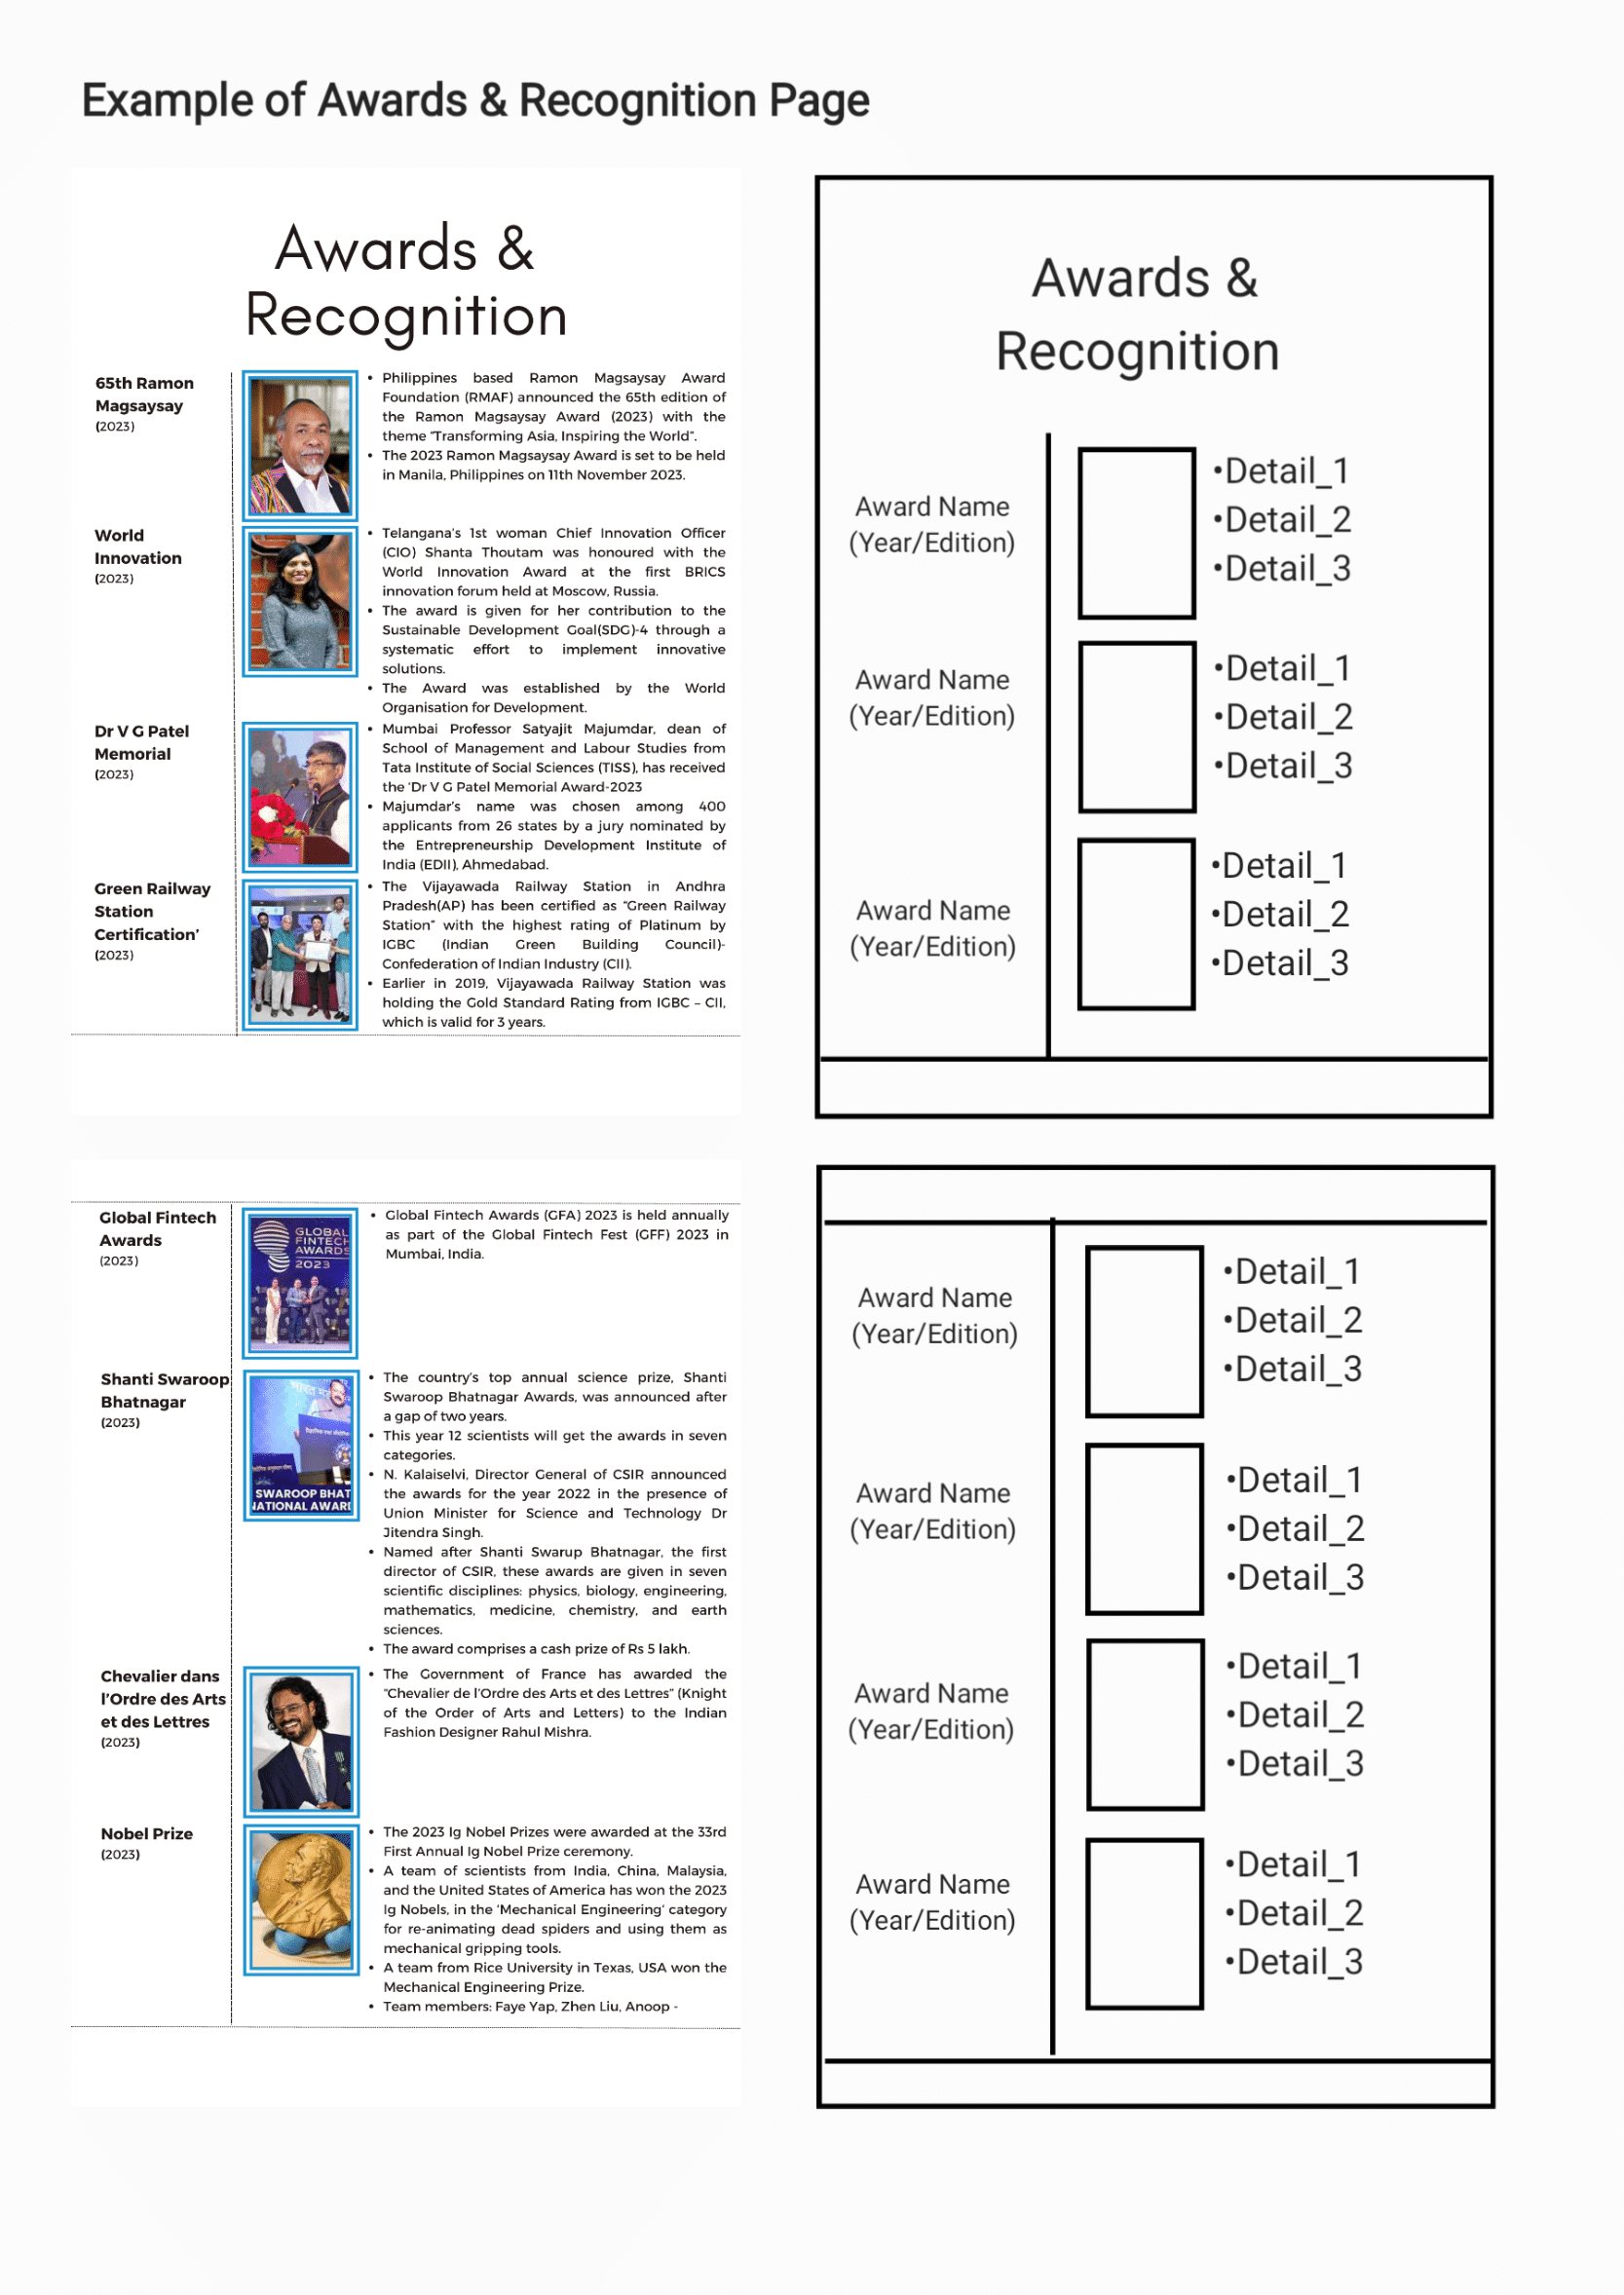 Example of Awards & Recognition Page
Awards &
Recognition
65th Ramon
Magsaysay
(2023)
• Philippines based Ramon Magsaysay Award
Foundation (RMAF) announced the 65th edition of
the Ramon Magsaysay Award (2023) with the
theme “Transforming Asia, Inspiring the World”.
• The 2023 Ramon Magsaysay Award is set to be held
in Manila, Philippines on 11th November 2023.
World
Innovation
(2023)
• Telangana’s 1st woman Chief Innovation Officer
(CIO) Shanta Thoutam was honoured with the
World Innovation Award at the first BRICS
innovation forum held at Moscow, Russia.
• The award is given for her contribution to the
Sustainable Development Goal(SDG)-4 through a
systematic effort to implement innovative
solutions.
• The Award was established by the World
Organisation for Development.
Dr V G Patel
Memorial
(2023)
• Mumbai Professor Satyajit Majumdar, dean of
School of Management and Labour Studies from
Tata Institute of Social Sciences (TISS), has received
the ‘Dr V G Patel Memorial Award-2023
• Majumdar’s name was chosen among 400
applicants from 26 states by a jury nominated by
the Entrepreneurship Development Institute of
India (EDII), Ahmedabad.
Green Railway
Station
Certification’
(2023)
• The Vijayawada Railway Station in Andhra
Pradesh(AP) has been certified as “Green Railway
Station” with the highest rating of Platinum by
IGBC (Indian Green Building Council)-
Confederation of Indian Industry (CII).
• Earlier in 2019, Vijayawada Railway Station was
holding the Gold Standard Rating from IGBC – CII,
which is valid for 3 years.
Awards &
Recognition
Award Name
(Year/Edition)
•Detail_1
•Detail_2
•Detail_3
Award Name
(Year/Edition)
•Detail_1
•Detail_2
•Detail_3
Award Name
(Year/Edition)
•Detail_1
•Detail_2
•Detail_3
Global Fintech
Awards
(2023)
GLOBAL
FINTECH
AWARDS
2023
• Global Fintech Awards (GFA) 2023 is held annually
as part of the Global Fintech Fest (GFF) 2023 in
Mumbai, India.
Shanti Swaroop
Bhatnagar
(2023)
SWAROOP BHAT
NATIONAL AWARD
• The country’s top annual science prize, Shanti
Swaroop Bhatnagar Awards, was announced after
a gap of two years.
• This year 12 scientists will get the awards in seven
categories.
• N. Kalaiselvi, Director General of CSIR announced
the awards for the year 2022 in the presence of
Union Minister for Science and Technology Dr
Jitendra Singh.
• Named after Shanti Swarup Bhatnagar, the first
director of CSIR, these awards are given in seven
scientific disciplines: physics, biology, engineering,
mathematics, medicine, chemistry, and earth
sciences.
• The award comprises a cash prize of Rs 5 lakh.
Chevalier dans
l’Ordre des Arts
et des Lettres
(2023)
• The Government of France has awarded the
“Chevalier de l’Ordre des Arts et des Lettres” (Knight
of the Order of Arts and Letters) to the Indian
Fashion Designer Rahul Mishra.
Nobel Prize
(2023)
• The 2023 Ig Nobel Prizes were awarded at the 33rd
First Annual Ig Nobel Prize ceremony.
• A team of scientists from India, China, Malaysia,
and the United States of America has won the 2023
Ig Nobels, in the ‘Mechanical Engineering’ category
for re-animating dead spiders and using them as
mechanical gripping tools.
• A team from Rice University in Texas, USA won the
Mechanical Engineering Prize.
• Team members: Faye Yap, Zhen Liu, Anoop -
Award Name
(Year/Edition)
•Detail_1
•Detail_2
•Detail_3
Award Name
(Year/Edition)
•Detail_1
•Detail_2
•Detail_3
Award Name
(Year/Edition)
•Detail_1
•Detail_2
•Detail_3
Award Name
(Year/Edition)
•Detail_1
•Detail_2
•Detail_3